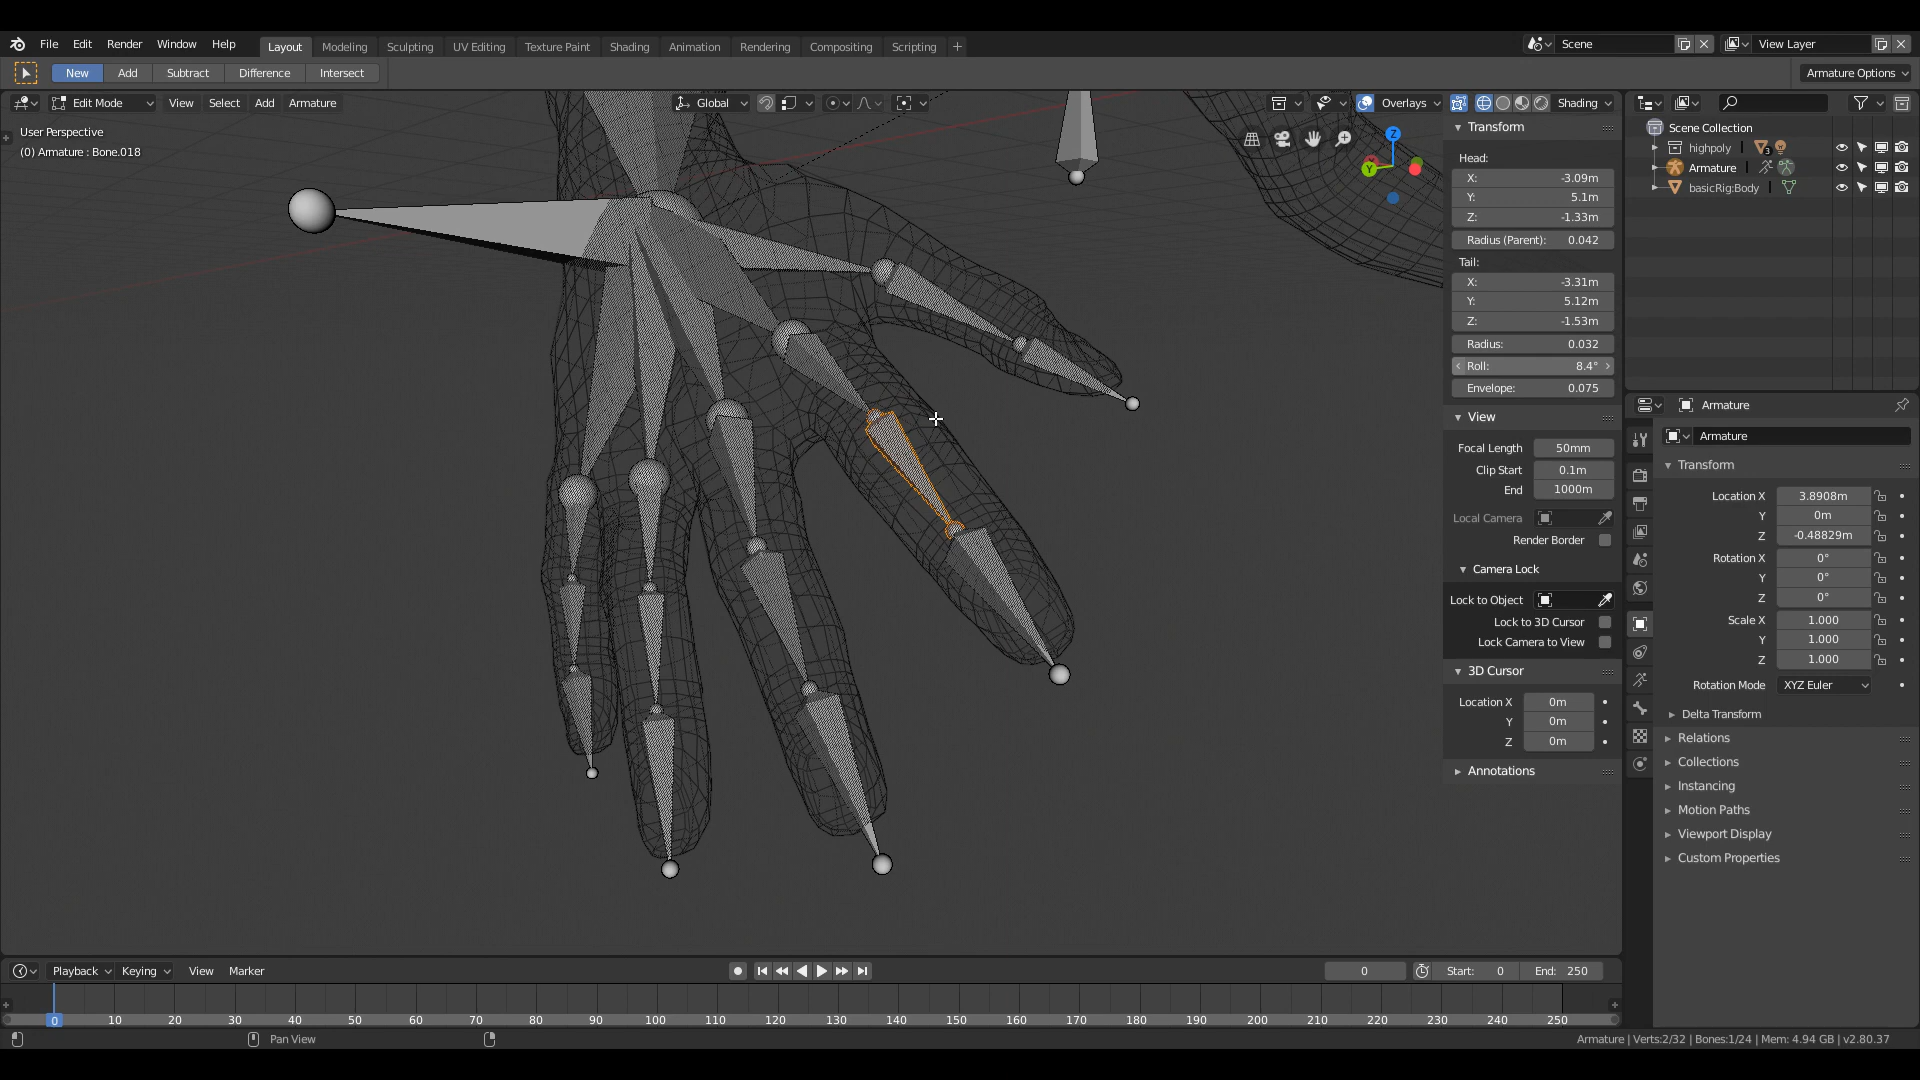 File Edit Render Window Help Layout Modeling Sculpting UV Editing Texture Paint Shading Animation Rendering Compositing Scripting + Scene View Layer
New Add Subtract Difference Intersect Armature Options
Edit Mode View Select Add Armature Global Overlays Shading
User Perspective
(0) Armature : Bone.018
Z
Y
Transform
Head:
X: -3.09m
Y: 5.1m
Z: -1.33m
Radius (Parent): 0.042
Tail:
X: -3.31m
Y: 5.12m
Z: -1.53m
Radius: 0.032
Roll: 8.4°
Envelope: 0.075
View
Focal Length 50mm
Clip Start 0.1m
End 1000m
Local Camera
Render Border
Camera Lock
Lock to Object
Lock to 3D Cursor
Lock Camera to View
3D Cursor
Location X 0m
Y 0m
Z 0m
Annotations
Scene Collection
highpoly 3
Armature
basicRig:Body
Armature
Armature
Transform
Location X 3.8908m
Y 0m
Z -0.48829m
Rotation X 0°
Y 0°
Z 0°
Scale X 1.000
Y 1.000
Z 1.000
Rotation Mode XYZ Euler
Delta Transform
Relations
Collections
Instancing
Motion Paths
Viewport Display
Custom Properties
Playback Keying View Marker 0 Start: 0 End: 250
0 10 20 30 40 50 60 70 80 90 100 110 120 130 140 150 160 170 180 190 200 210 220 230 240 250
Pan View Armature | Verts:2/32 | Bones:1/24 | Mem: 4.94 GB | v2.80.37